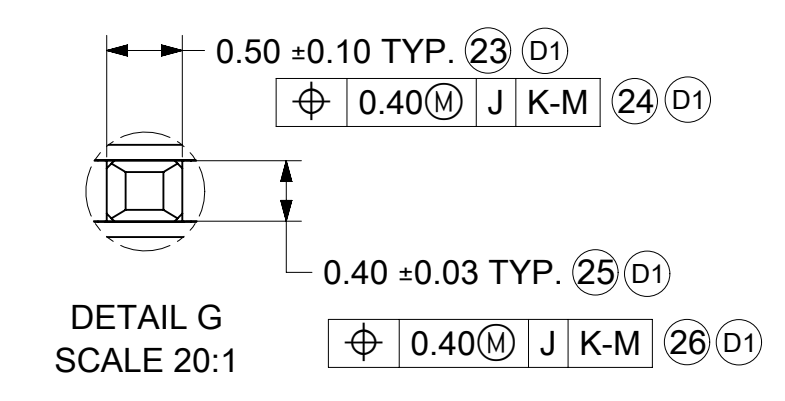 0.50 ±0.10 TYP. 23 D1
⌖ 0.40Ⓜ J K-M 24 D1
0.40 ±0.03 TYP. 25 D1
DETAIL G
SCALE 20:1
⌖ 0.40Ⓜ J K-M 26 D1